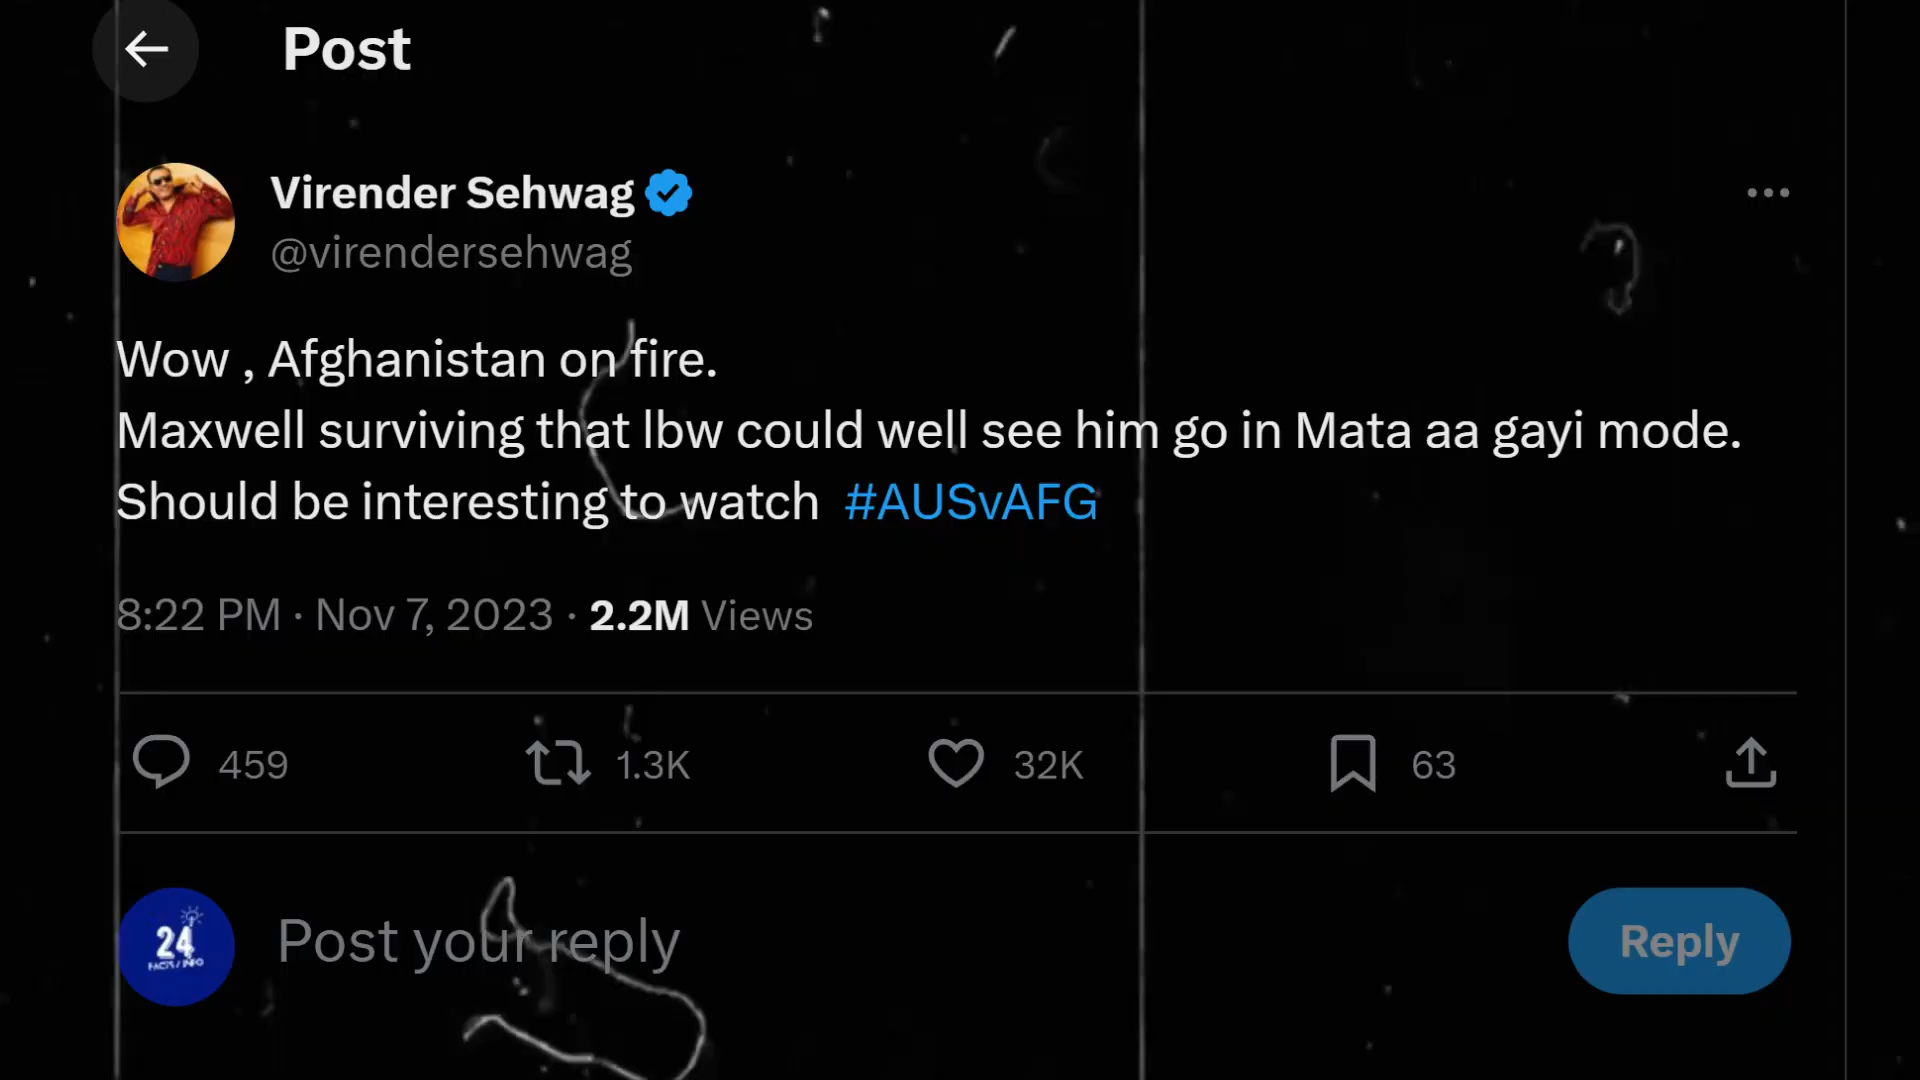 Post
Virender Sehwag
@virendersehwag
Wow , Afghanistan on fire.
Maxwell surviving that lbw could well see him go in Mata aa gayi mode.
Should be interesting to watch #AUSvAFG
8:22 PM · Nov 7, 2023 · 2.2M Views
459 1.3K 32K 63
24
FACTS / INFO
Post your reply
Reply